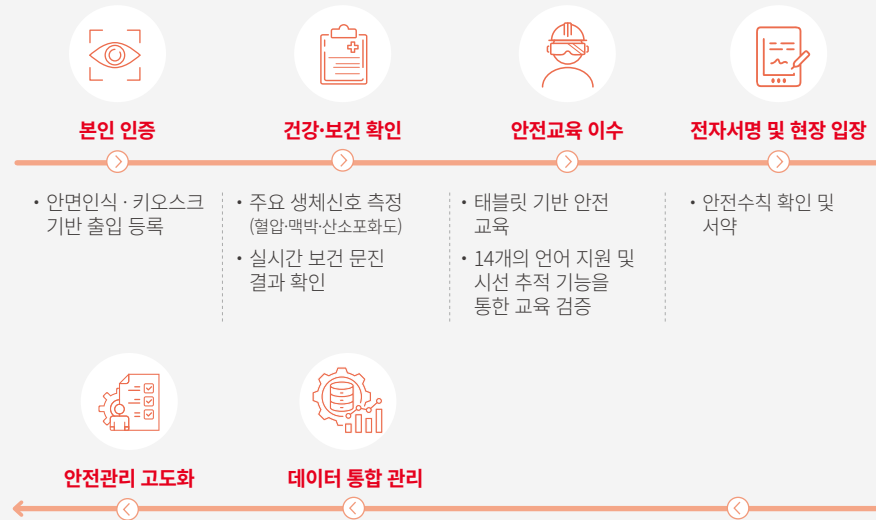 본인 인증
건강·보건 확인
안전교육 이수
전자서명 및 현장 입장
• 안면인식 · 키오스크
기반 출입 등록
• 주요 생체신호 측정
(혈압·맥박·산소포화도)
• 실시간 보건 문진
결과 확인
• 태블릿 기반 안전
교육
• 14개의 언어 지원 및
시선 추적 기능을
통한 교육 검증
• 안전수칙 확인 및
서약
안전관리 고도화
데이터 통합 관리